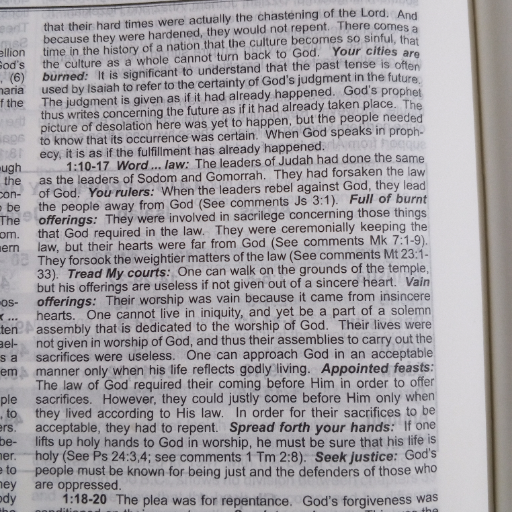 that their hard times were actually the chastening of the Lord. And
because they were hardened, they would not repent. There comes a
time in the history of a nation that the culture becomes so sinful, that
the culture as a whole cannot turn back to God. Your cities are
burned: It is significant to understand that the past tense is often
used by Isaiah to refer to the certainty of God's judgment in the future.
The judgment is given as if it had already happened. God's prophet
thus writes concerning the future as if it had already taken place. The
picture of desolation here was yet to happen, but the people needed
to know that its occurrence was certain. When God speaks in proph-
ecy, it is as if the fulfillment has already happened.
1:10-17 Word ... law: The leaders of Judah had done the same
as the leaders of Sodom and Gomorrah. They had forsaken the law
of God. You rulers: When the leaders rebel against God, they lead
the people away from God (See comments Js 3:1). Full of burnt
offerings: They were involved in sacrilege concerning those things
that God required in the law. They were ceremonially keeping the
law, but their hearts were far from God (See comments Mk 7:1-9).
They forsook the weightier matters of the law (See comments Mt 23:1-
33). Tread My courts: One can walk on the grounds of the temple,
but his offerings are useless if not given out of a sincere heart. Vain
offerings: Their worship was vain because it came from insincere
hearts. One cannot live in iniquity, and yet be a part of a solemn
assembly that is dedicated to the worship of God. Their lives were
not given in worship of God, and thus their assemblies to carry out the
sacrifices were useless. One can approach God in an acceptable
manner only when his life reflects godly living. Appointed feasts:
The law of God required their coming before Him in order to offer
sacrifices. However, they could justly come before Him only when
they lived according to His law. In order for their sacrifices to be
acceptable, they had to repent. Spread forth your hands: If one
lifts up holy hands to God in worship, he must be sure that his life is
holy (See Ps 24:3,4; see comments 1 Tm 2:8). Seek justice: God's
people must be known for being just and the defenders of those who
are oppressed.
1:18-20 The plea was for repentance. God's forgiveness was